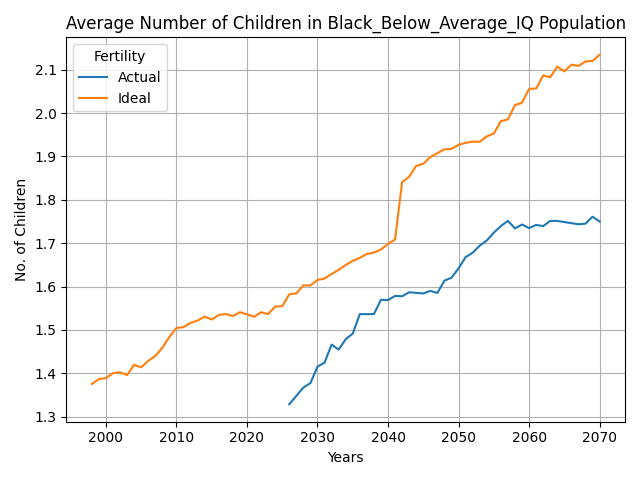 Average Number of Children in Black_Below_Average_IQ Population
Fertility
Actual
Ideal
No. of Children
2.1
2.0
1.9
1.8
1.7
1.6
1.5
1.4
1.3
2000 2010 2020 2030 2040 2050 2060 2070
Years